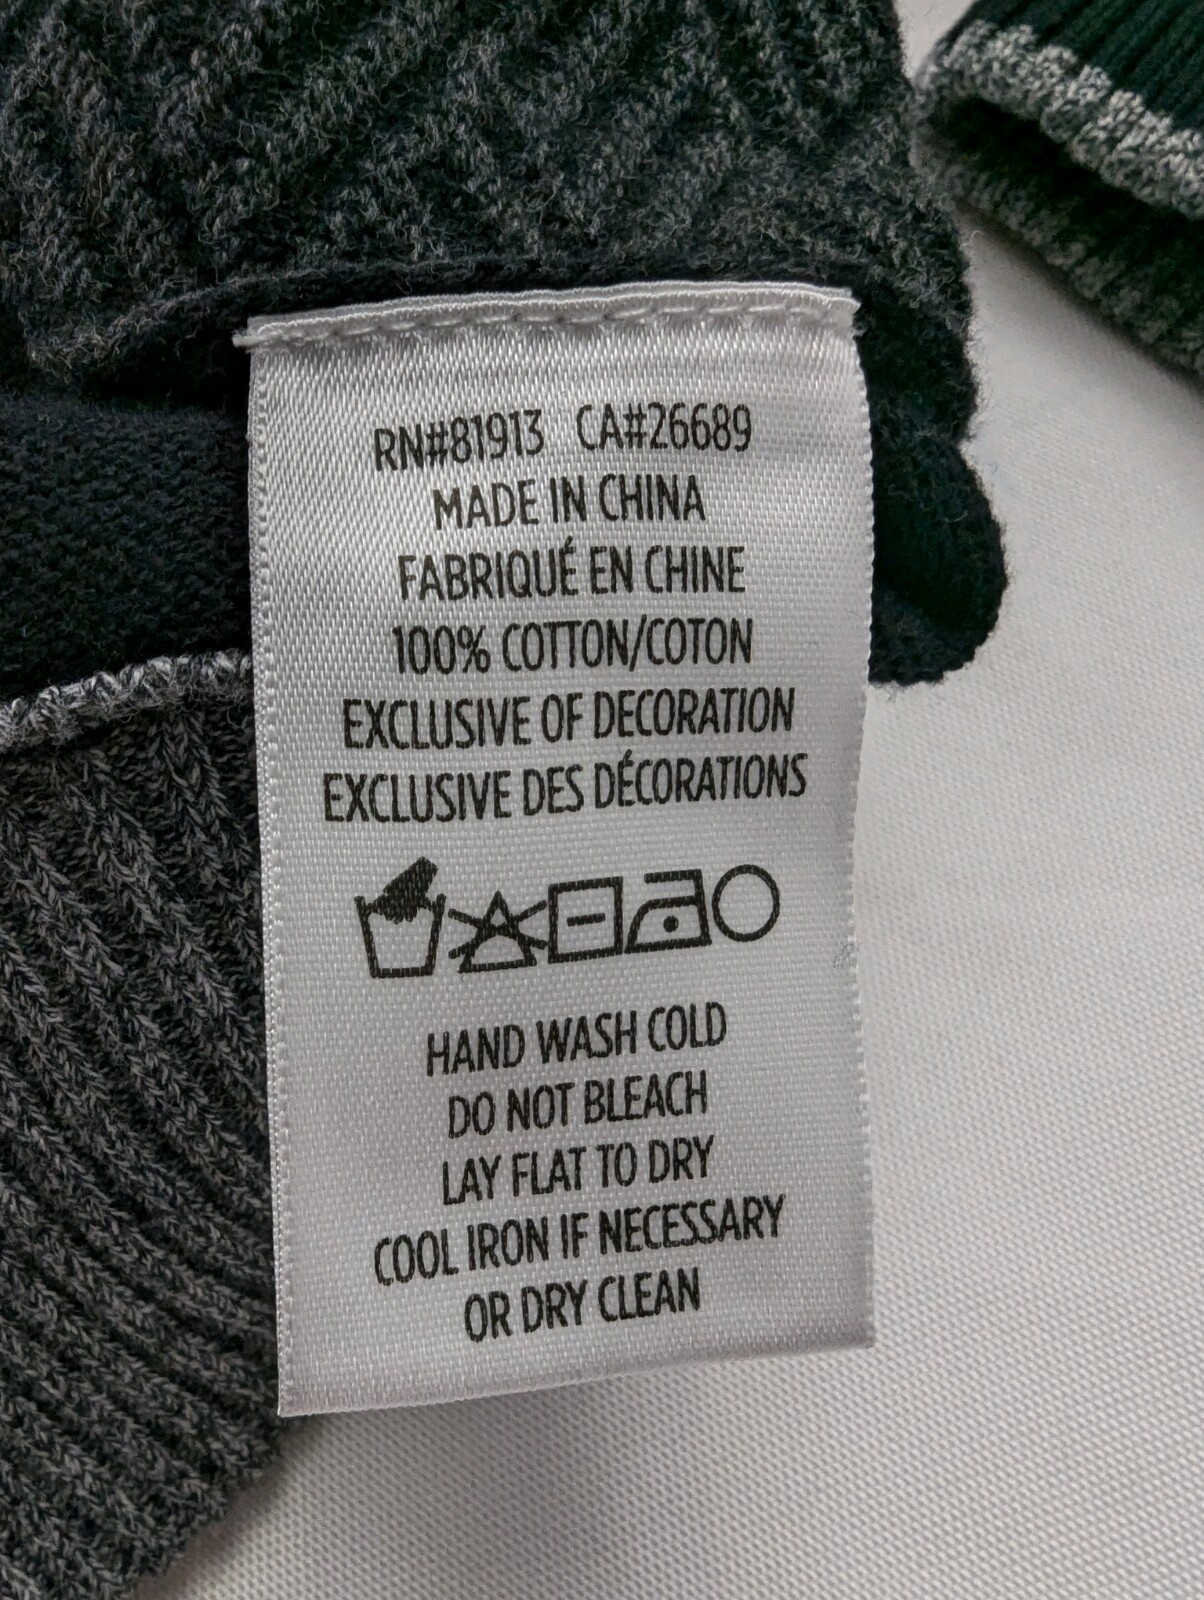 RN#81913 CA#26689
MADE IN CHINA
FABRIQUÉ EN CHINE
100% COTTON/COTON
EXCLUSIVE OF DECORATION
EXCLUSIVE DES DÉCORATIONS
HAND WASH COLD
DO NOT BLEACH
LAY FLAT TO DRY
COOL IRON IF NECESSARY
OR DRY CLEAN